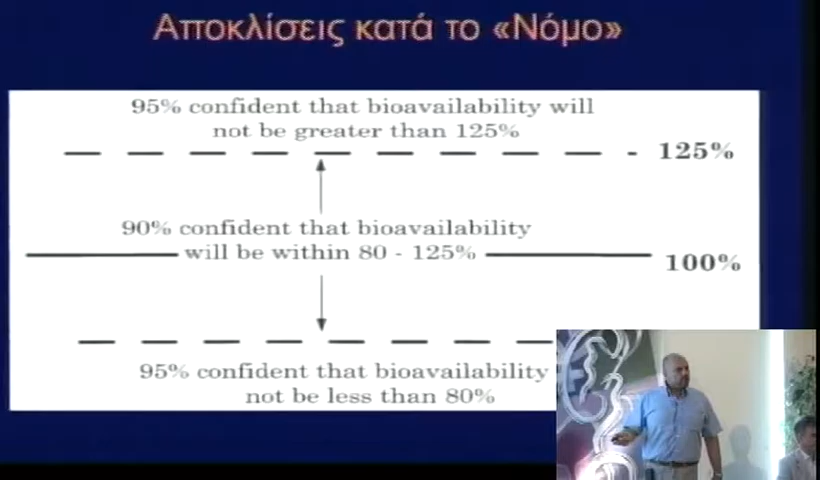 Αποκλίσεις κατά το «Νόμο»
95% confident that bioavailability will
not be greater than 125%
125%
90% confident that bioavailability
will be within 80 - 125%
100%
95% confident that bioavailability
not be less than 80%